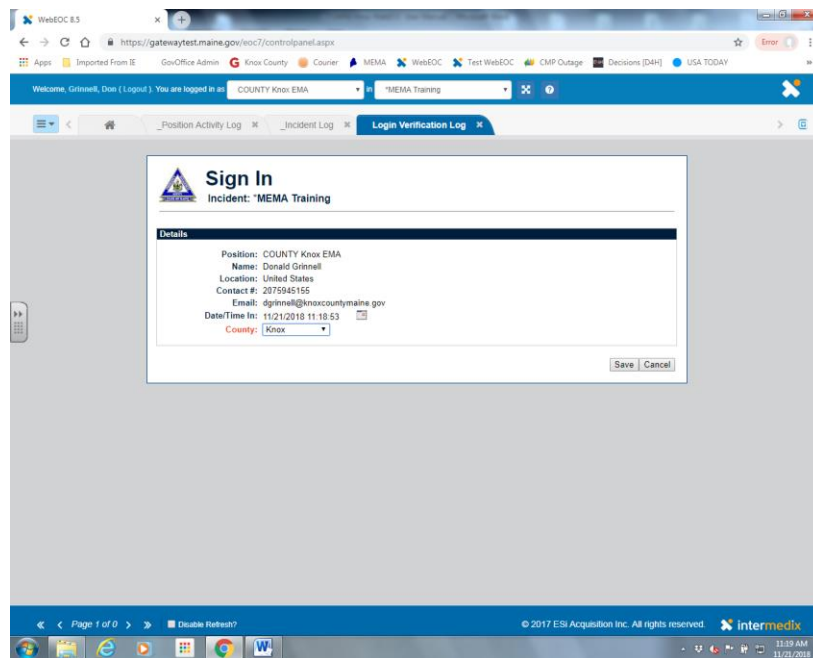 WebEOC 8.5
https://gatewaytest.maine.gov/eoc7/controlpanel.aspx
Error
Apps Imported From IE GovOffice Admin Knox County Courier MEMA WebEOC Test WebEOC CMP Outage Decisions [D4H] USA TODAY
Welcome, Grinnell, Don ( Logout ). You are logged in as COUNTY Knox EMA in *MEMA Training
_Position Activity Log _Incident Log Login Verification Log
Sign In
Incident: *MEMA Training
Details
Position: COUNTY Knox EMA
Name: Donald Grinnell
Location: United States
Contact #: 2075945155
Email: dgrinnell@knoxcountymaine.gov
Date/Time In: 11/21/2018 11:18:53
County: Knox
Save Cancel
Page 1 of 0 Disable Refresh? © 2017 ESi Acquisition Inc. All rights reserved. intermedix
11:19 AM
11/21/2018